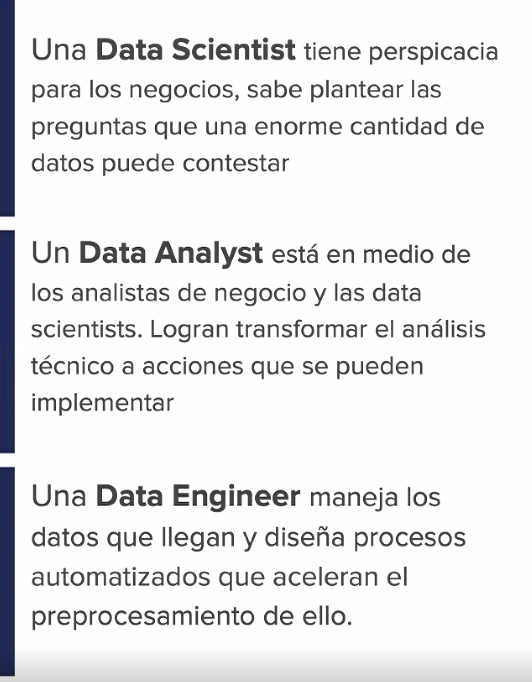 Una Data Scientist tiene perspicacia
para los negocios, sabe plantear las
preguntas que una enorme cantidad de
datos puede contestar
Un Data Analyst está en medio de
los analistas de negocio y las data
scientists. Logran transformar el análisis
técnico a acciones que se pueden
implementar
Una Data Engineer maneja los
datos que llegan y diseña procesos
automatizados que aceleran el
preprocesamiento de ello.